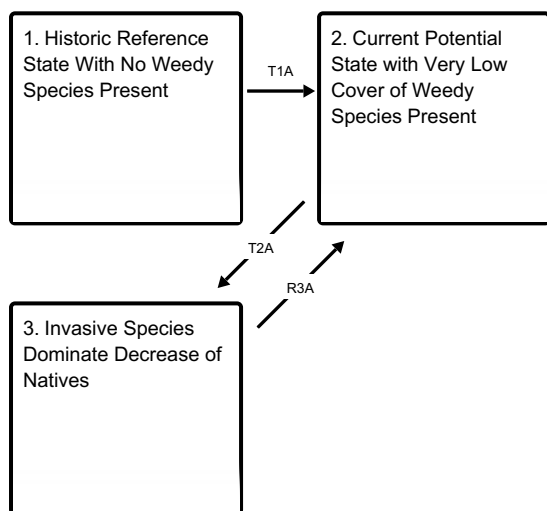 1. Historic Reference
State With No Weedy
Species Present
T1A
2. Current Potential
State with Very Low
Cover of Weedy
Species Present
T2A
R3A
3. Invasive Species
Dominate Decrease of
Natives